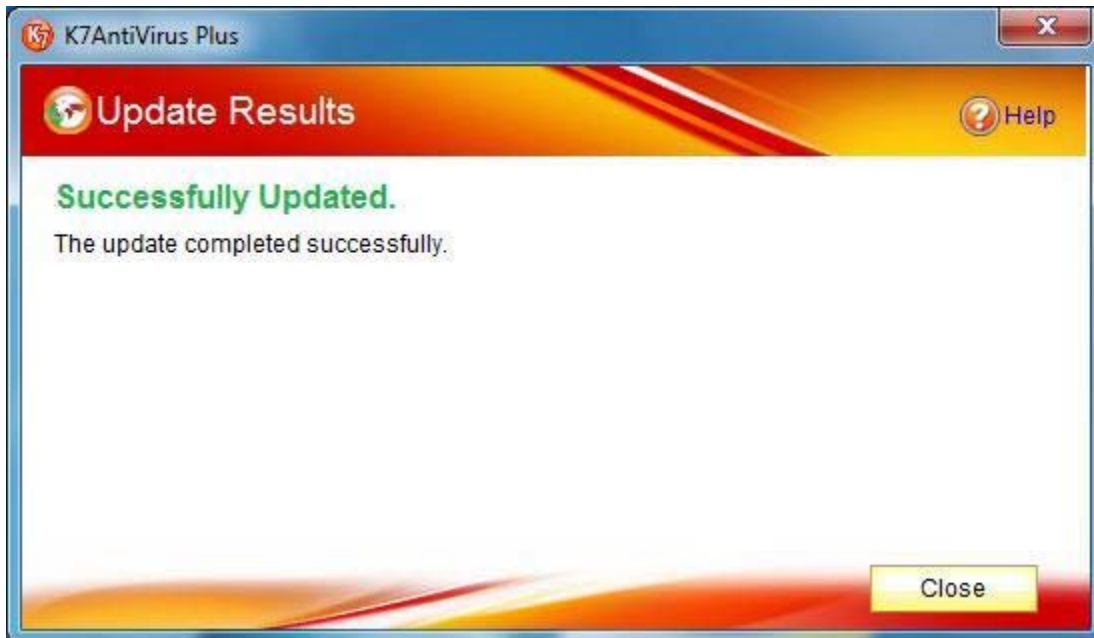 K7AntiVirus Plus
Update Results
Help
Successfully Updated.
The update completed successfully.
Close